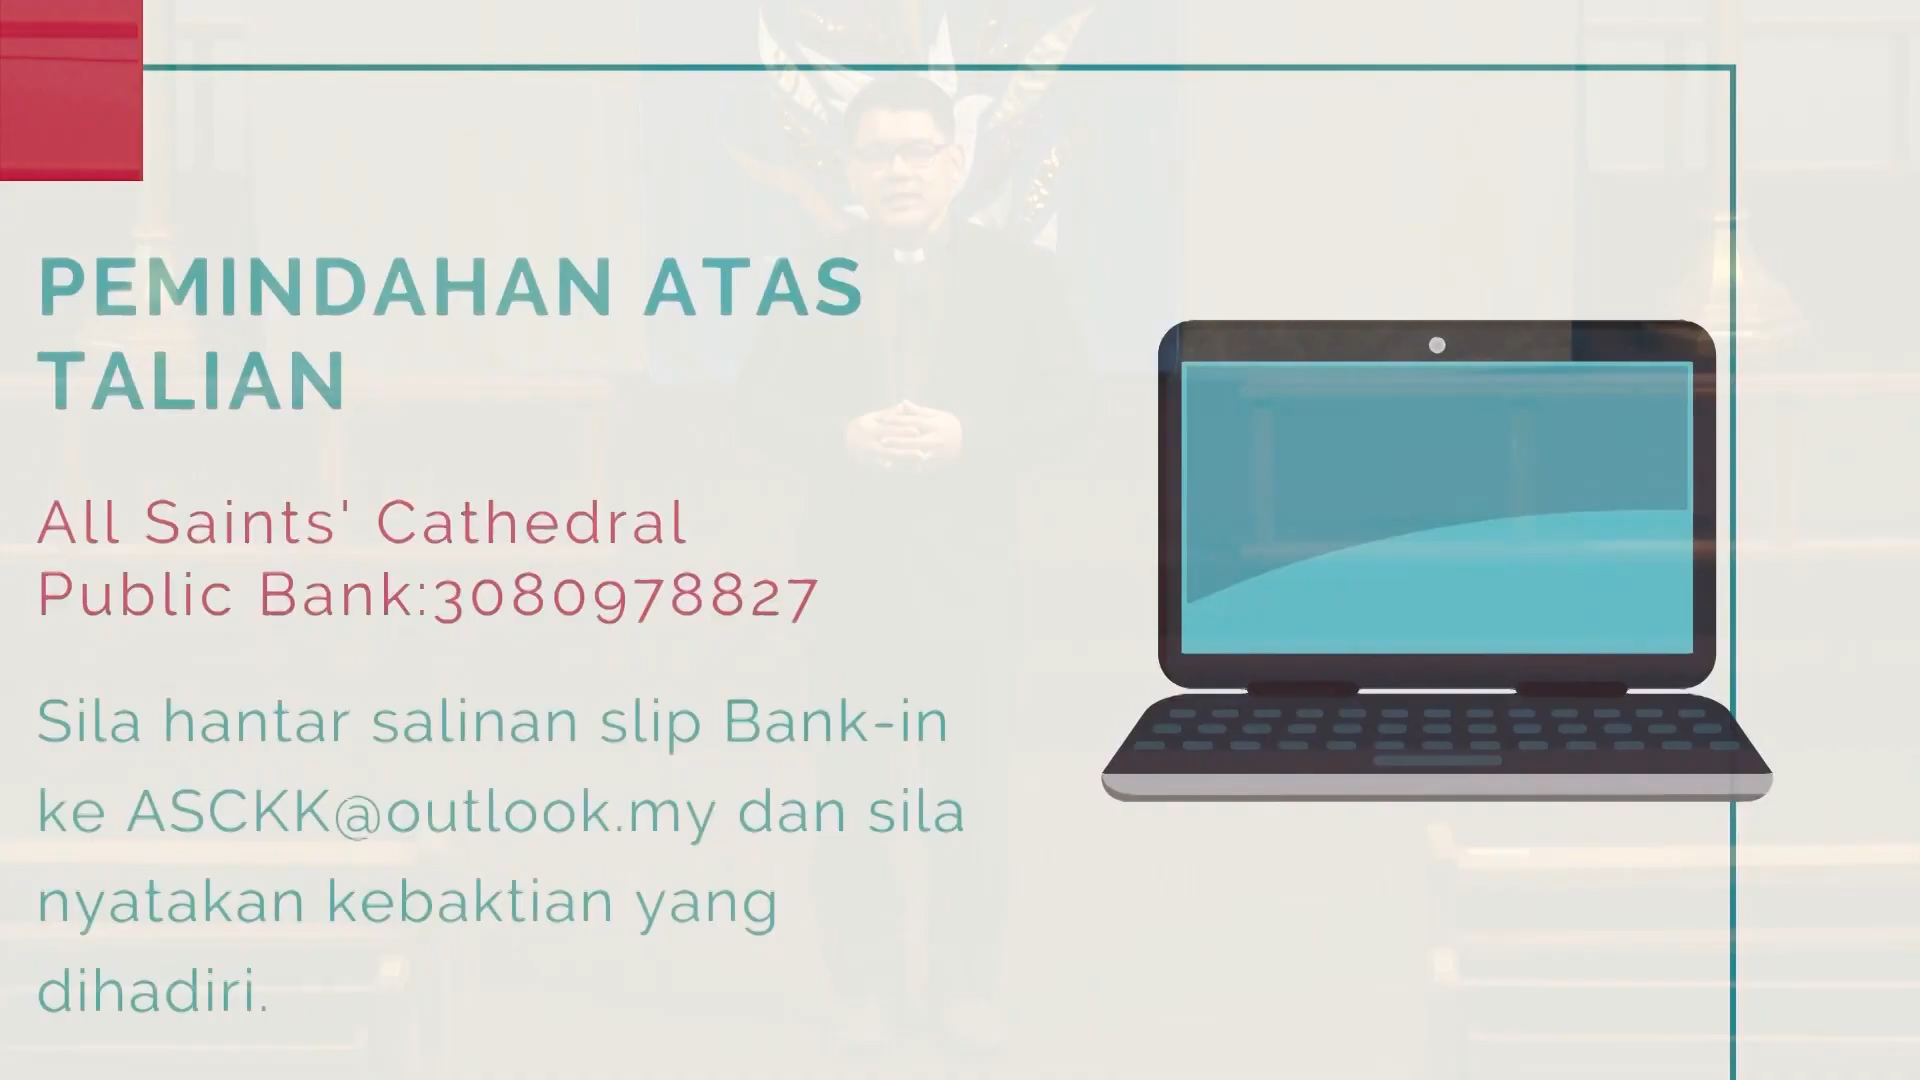 PEMINDAHAN ATAS
TALIAN
All Saints' Cathedral
Public Bank:3080978827
Sila hantar salinan slip Bank-in
ke ASCKK@outlook.my dan sila
nyatakan kebaktian yang
dihadiri.